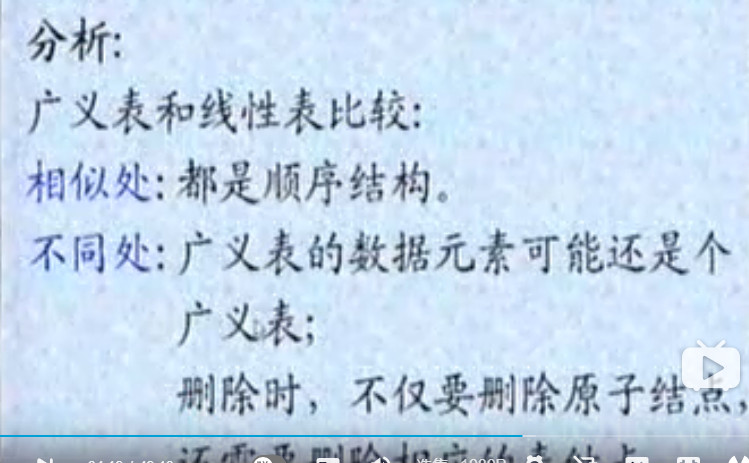 分析:
广义表和线性表比较:
相似处: 都是顺序结构。
不同处: 广义表的数据元素可能还是个
广义表;
删除时，不仅要删除原子结点，